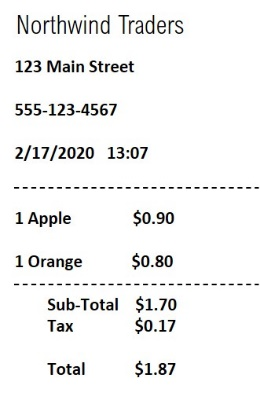 Northwind Traders
123 Main Street
555-123-4567
2/17/2020 13:07
--------------------------------
1 Apple $0.90
1 Orange $0.80
--------------------------------
Sub-Total $1.70
Tax $0.17
Total $1.87